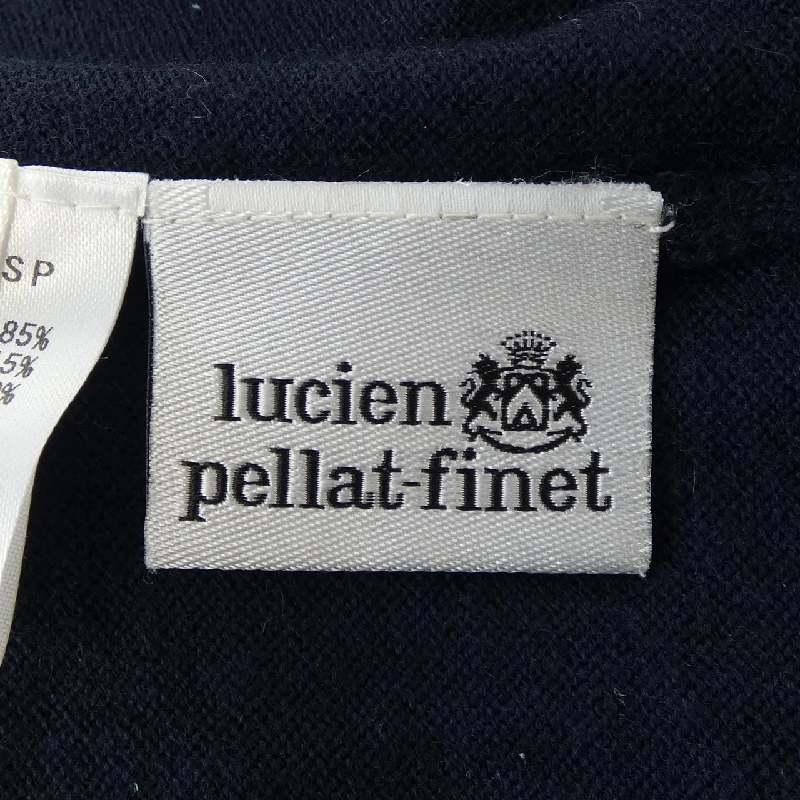 SP
85%
5%
%
lucien
pellat-finet